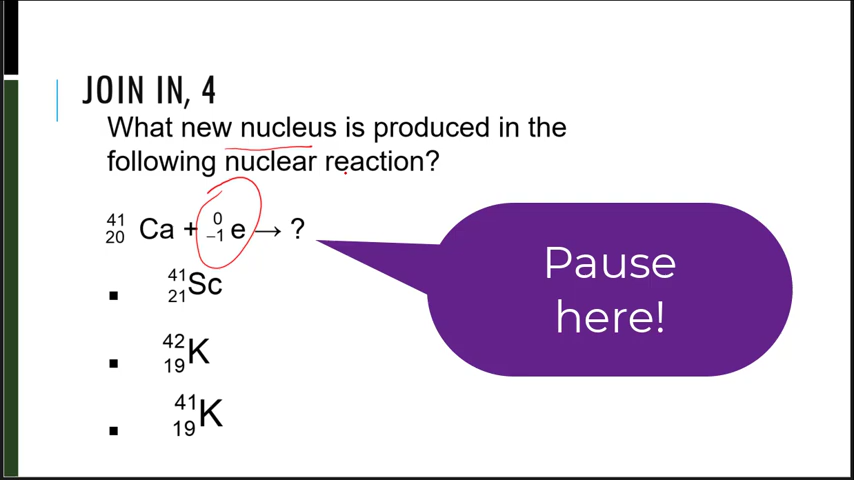 JOIN IN, 4
What new nucleus is produced in the
following nuclear reaction?
41 20 Ca + 0 −1 e → ?
Pause
here!
▪ 41 21 Sc
▪ 42 19 K
▪ 41 19 K